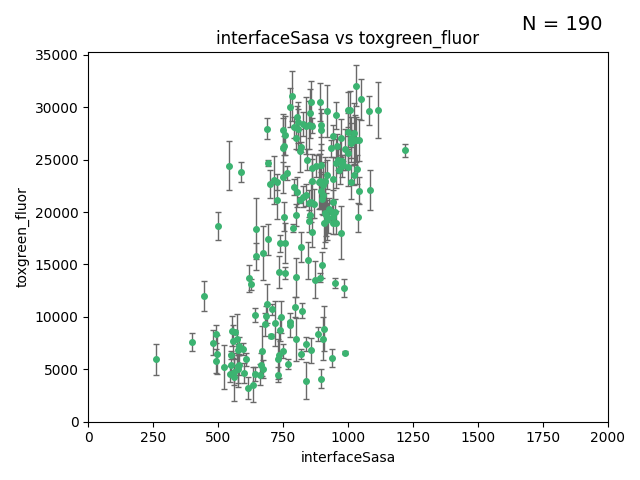 N = 190
interfaceSasa vs toxgreen_fluor
35000
30000
25000
20000
15000
10000
5000
0
toxgreen_fluor
0 250 500 750 1000 1250 1500 1750 2000
interfaceSasa